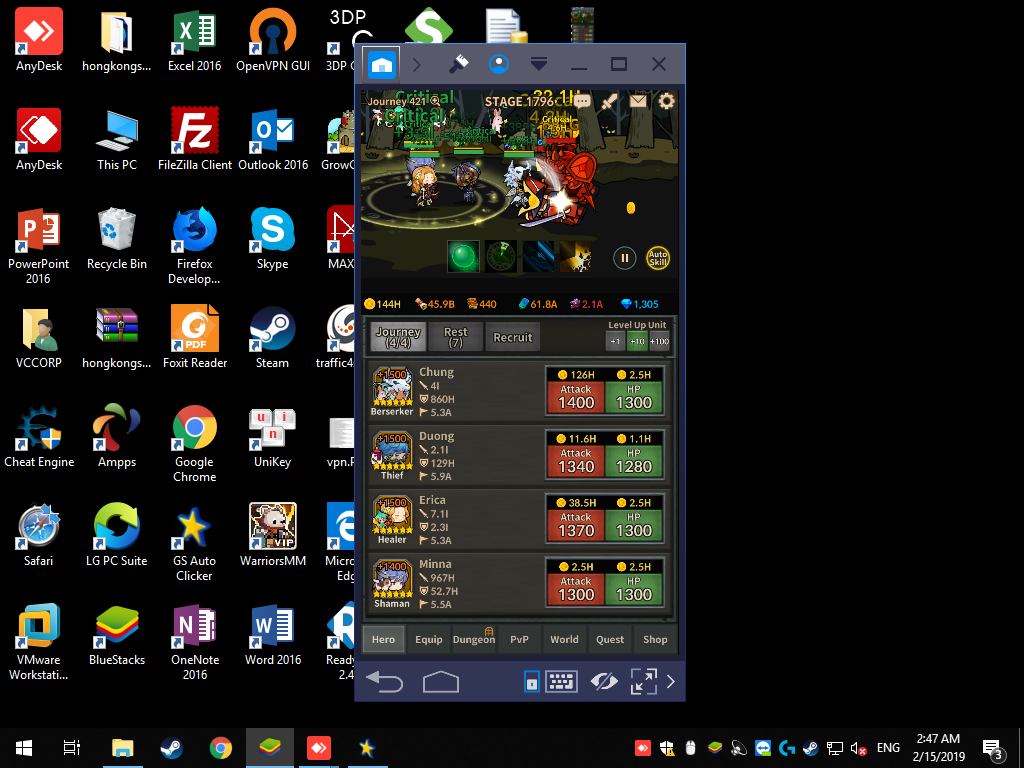 3DP
AnyDesk
hongkongs...
Excel 2016
OpenVPN GUI
3DP
AnyDesk
This PC
FileZilla Client
Outlook 2016
PowerPoint
2016
Recycle Bin
Firefox
Develop...
Skype
VCCORP
hongkongs...
Foxit Reader
PDF
Steam
Cheat Engine
Ampps
Google
Chrome
UniKey
u i
n
Safari
LG PC Suite
GS Auto
Clicker
WarriorsMM
VIP
VMware
Workstati...
BlueStacks
OneNote
2016
Word 2016
2.4...
Journey 421
STAGE 1796
Critical
Critical
Critical
4.6H
Auto
Skill
144H
45.9B
440
61.8A
2.1A
1,305
Journey
(4/4)
Rest
(7)
Recruit
Level Up Unit
+1
+10
+100
+1500
Berserker
Chung
4I
860H
5.3A
126H
Attack
1400
2.5H
HP
1300
+1500
Thief
Duong
2.1I
129H
5.9A
11.6H
Attack
1340
1.1H
HP
1280
+1500
Healer
Erica
7.1I
2.3I
5.3A
38.5H
Attack
1370
2.5H
HP
1300
+1400
Shaman
Minna
967H
52.7H
5.5A
2.5H
Attack
1300
2.5H
HP
1300
Hero
Equip
Dungeon
PvP
World
Quest
Shop
ENG
2:47 AM
2/15/2019
3